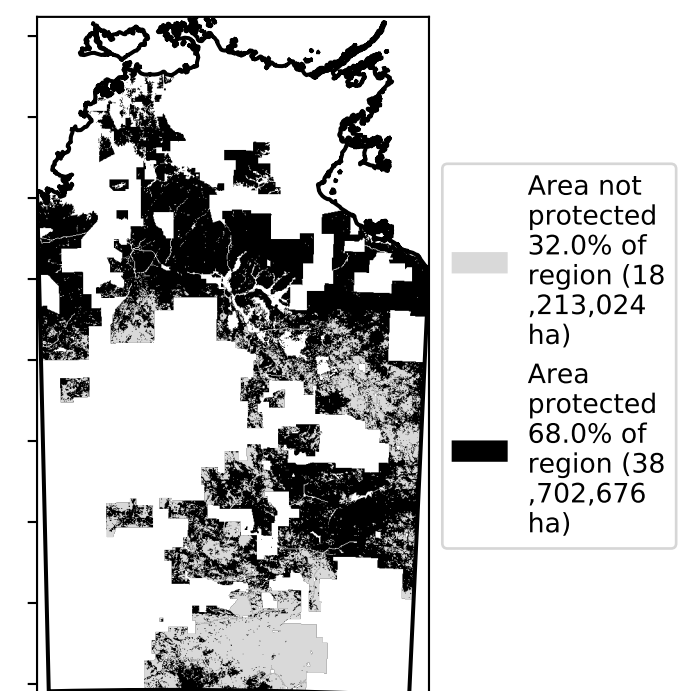 Area not
protected
32.0% of
region (18
,213,024
ha)
Area
protected
68.0% of
region (38
,702,676
ha)